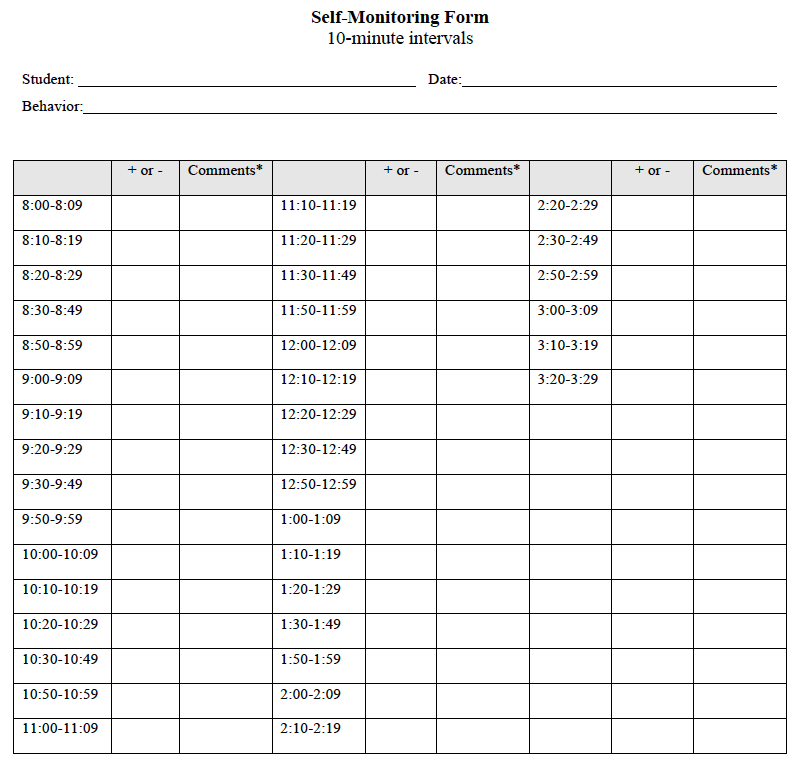 Self-Monitoring Form
10-minute intervals
Student: Date:
Behavior:
+ or - Comments* + or - Comments* + or - Comments*
8:00-8:09 11:10-11:19 2:20-2:29
8:10-8:19 11:20-11:29 2:30-2:49
8:20-8:29 11:30-11:49 2:50-2:59
8:30-8:49 11:50-11:59 3:00-3:09
8:50-8:59 12:00-12:09 3:10-3:19
9:00-9:09 12:10-12:19 3:20-3:29
9:10-9:19 12:20-12:29
9:20-9:29 12:30-12:49
9:30-9:49 12:50-12:59
9:50-9:59 1:00-1:09
10:00-10:09 1:10-1:19
10:10-10:19 1:20-1:29
10:20-10:29 1:30-1:49
10:30-10:49 1:50-1:59
10:50-10:59 2:00-2:09
11:00-11:09 2:10-2:19